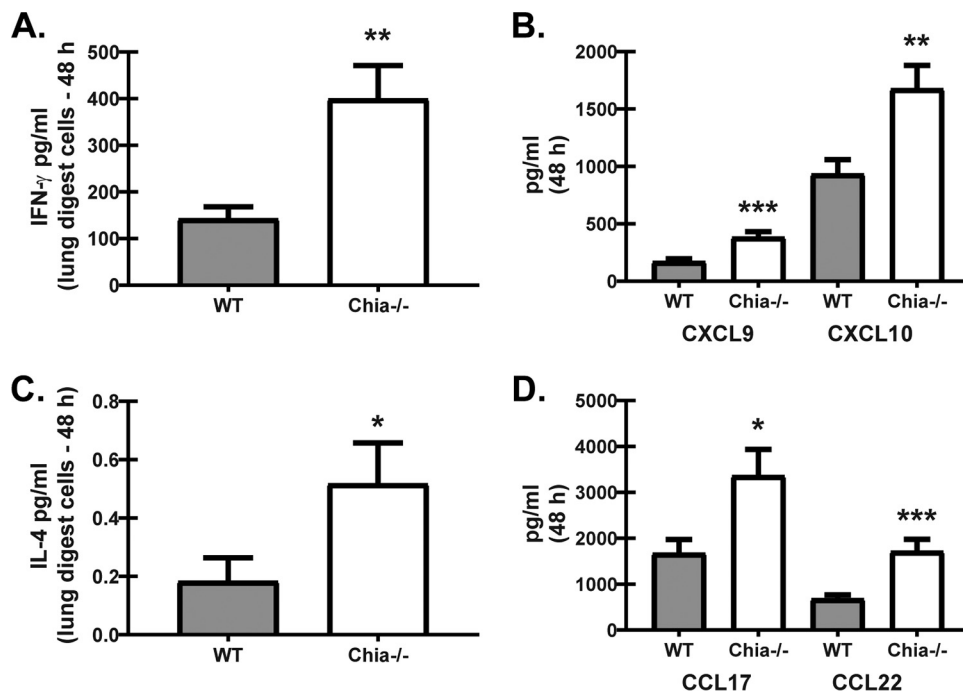 A.
IFN-γ pg/ml
(lung digest cells - 48 h)
500
400
300
200
100
0
**
WT
Chia-/-
B.
pg/ml
(48 h)
2000
1500
1000
500
0
***
**
WT
Chia-/-
WT
Chia-/-
CXCL9
CXCL10
C.
IL-4 pg/ml
(lung digest cells - 48 h)
0.8
0.6
0.4
0.2
0.0
*
WT
Chia-/-
D.
pg/ml
(48 h)
5000
4000
3000
2000
1000
0
*
***
WT
Chia-/-
WT
Chia-/-
CCL17
CCL22